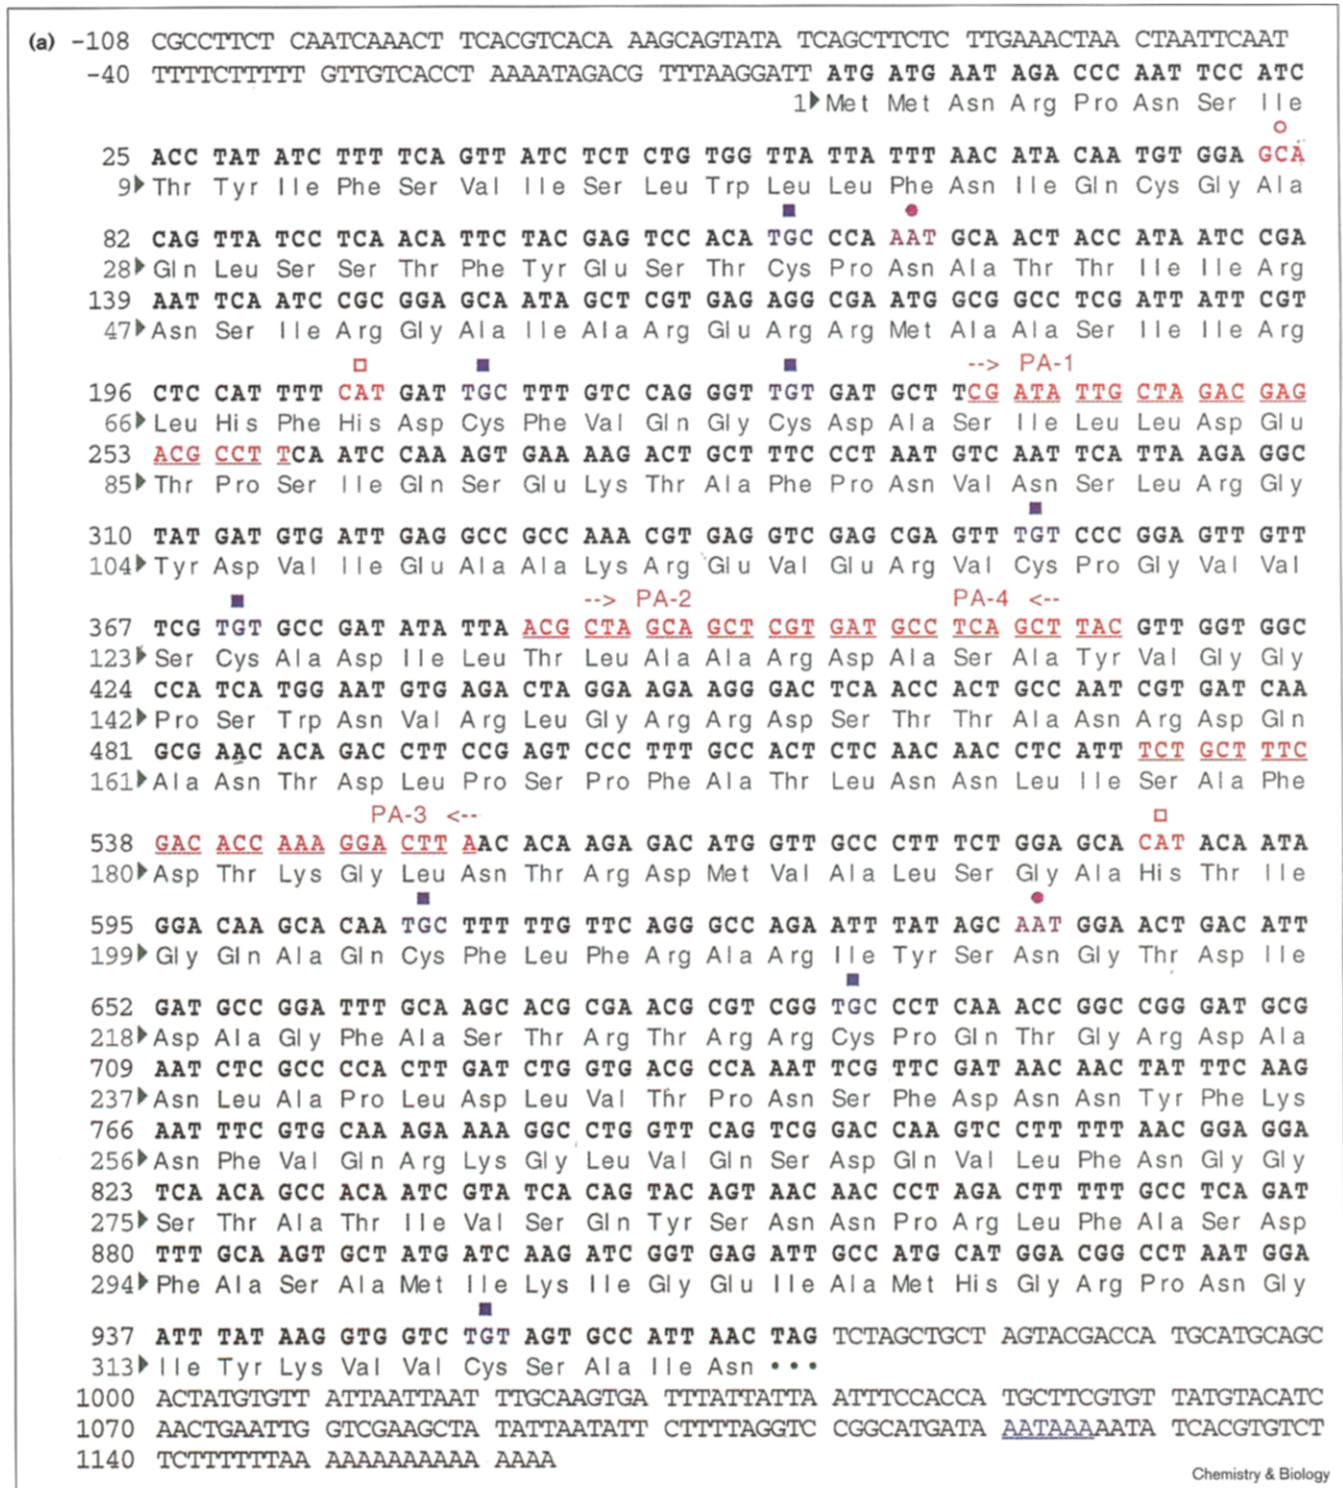 (a) -108 CGCCTTCT CAATCAAACT TCACGTCACA AAGCAGTATA TCAGCTTCTC TTGAAACTAA CTAATTCAAT
-40 TTTTCTTTTT GTTGTCACCT AAAATAGACG TTTAAGGATT ATG ATG AAT AGA CCC AAT TCC ATC
1 Met Met Asn Arg Pro Asn Ser Ile
25 ACC TAT ATC TTT TCA GTT ATC TCT CTG TGG TTA TTA TTT AAC ATA CAA TGT GGA GCA
9 Thr Tyr Ile Phe Ser Val Ile Ser Leu Trp Leu Leu Phe Asn Ile Gln Cys Gly Ala
82 CAG TTA TCC TCA ACA TTC TAC GAG TCC ACA TGC CCA AAT GCA ACT ACC ATA ATC CGA
28 Gln Leu Ser Ser Thr Phe Tyr Glu Ser Thr Cys Pro Asn Ala Thr Thr Ile Ile Arg
139 AAT TCA ATC CGC GGA GCA ATA GCT CGT GAG AGG CGA ATG GCG GCC TCG ATT ATT CGT
47 Asn Ser Ile Arg Gly Ala Ile Ala Arg Glu Arg Arg Met Ala Ala Ser Ile Ile Arg
--> PA-1
196 CTC CAT TTT CAT GAT TGC TTT GTC CAG GGT TGT GAT GCT TCG ATA TTG CTA GAC GAG
66 Leu His Phe His Asp Cys Phe Val Gln Gly Cys Asp Ala Ser Ile Leu Leu Asp Glu
253 ACG CCT TCA ATC CAA AGT GAA AAG ACT GCT TTC CCT AAT GTC AAT TCA TTA AGA GGC
85 Thr Pro Ser Ile Gln Ser Glu Lys Thr Ala Phe Pro Asn Val Asn Ser Leu Arg Gly
310 TAT GAT GTG ATT GAG GCC GCC AAA CGT GAG GTC GAG CGA GTT TGT CCC GGA GTT GTT
104 Tyr Asp Val Ile Glu Ala Ala Lys Arg Glu Val Glu Arg Val Cys Pro Gly Val Val
--> PA-2 PA-4 <--
367 TCG TGT GCC GAT ATA TTA ACG CTA GCA GCT CGT GAT GCC TCA GCT TAC GTT GGT GGC
123 Ser Cys Ala Asp Ile Leu Thr Leu Ala Ala Arg Asp Ala Ser Ala Tyr Val Gly Gly
424 CCA TCA TGG AAT GTG AGA CTA GGA AGA AGG GAC TCA ACC ACT GCC AAT CGT GAT CAA
142 Pro Ser Trp Asn Val Arg Leu Gly Arg Arg Asp Ser Thr Thr Ala Asn Arg Asp Gln
481 GCG AAC ACA GAC CTT CCG AGT CCC TTT GCC ACT CTC AAC AAC CTC ATT TCT GCT TTC
161 Ala Asn Thr Asp Leu Pro Ser Pro Phe Ala Thr Leu Asn Asn Leu Ile Ser Ala Phe
PA-3 <--
538 GAC ACC AAA GGA CTT AAC ACA AGA GAC ATG GTT GCC CTT TCT GGA GCA CAT ACA ATA
180 Asp Thr Lys Gly Leu Asn Thr Arg Asp Met Val Ala Leu Ser Gly Ala His Thr Ile
595 GGA CAA GCA CAA TGC TTT TTG TTC AGG GCC AGA ATT TAT AGC AAT GGA ACT GAC ATT
199 Gly Gln Ala Gln Cys Phe Leu Phe Arg Ala Arg Ile Tyr Ser Asn Gly Thr Asp Ile
652 GAT GCC GGA TTT GCA AGC ACG CGA ACG CGT CGG TGC CCT CAA ACC GGC CGG GAT GCG
218 Asp Ala Gly Phe Ala Ser Thr Arg Thr Arg Arg Cys Pro Gln Thr Gly Arg Asp Ala
709 AAT CTC GCC CCA CTT GAT CTG GTG ACG CCA AAT TCG TTC GAT AAC AAC TAT TTC AAG
237 Asn Leu Ala Pro Leu Asp Leu Val Thr Pro Asn Ser Phe Asp Asn Asn Tyr Phe Lys
766 AAT TTC GTG CAA AGA AAA GGC CTG GTT CAG TCG GAC CAA GTC CTT TTT AAC GGA GGA
256 Asn Phe Val Gln Arg Lys Gly Leu Val Gln Ser Asp Gln Val Leu Phe Asn Gly Gly
823 TCA ACA GCC ACA ATC GTA TCA CAG TAC AGT AAC AAC CCT AGA CTT TTT GCC TCA GAT
275 Ser Thr Ala Thr Ile Val Ser Gln Tyr Ser Asn Asn Pro Arg Leu Phe Ala Ser Asp
880 TTT GCA AGT GCT ATG ATC AAG ATC GGT GAG ATT GCC ATG CAT GGA CGG CCT AAT GGA
294 Phe Ala Ser Ala Met Ile Lys Ile Gly Glu Ile Ala Met His Gly Arg Pro Asn Gly
937 ATT TAT AAG GTG GTC TGT AGT GCC ATT AAC TAG TCTAGCTGCT AGTACGACCA TGCATGCAGC
313 Ile Tyr Lys Val Val Cys Ser Ala Ile Asn •••
1000 ACTATGTGTT ATTAATTAAT TTGCAAGTGA TTTATTATTA ATTTCCACCA TGCTTCGTGT TATGTACATC
1070 AACTGAATTG GTCGAAGCTA TATTAATATT CTTTTAGGTC CGGCATGATA AATAAAAATA TCACGTGTCT
1140 TCTTTTTTAA AAAAAAAAAA AAAA
Chemistry & Biology